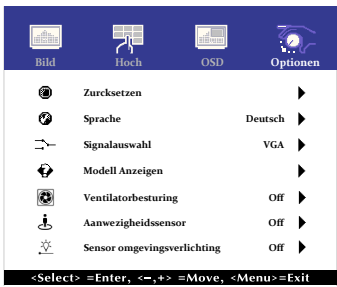 Bild Hoch OSD Optionen
Zurcksetzen
Sprache Deutsch
Signalauswahl VGA
Modell Anzeigen
Ventilatorbesturing Off
Aanwezigheidssensor Off
Sensor omgevingsverlichting Off
<Select> =Enter, <−,+> =Move, <Menu>=Exit